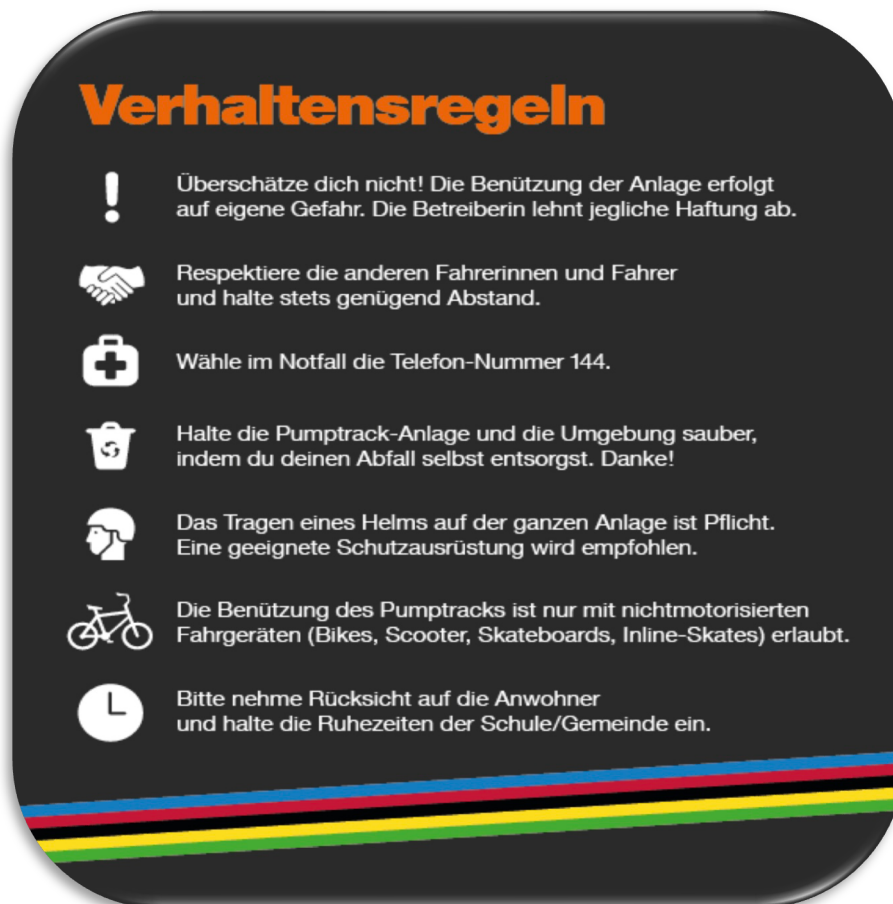 Verhaltensregeln
Überschätze dich nicht! Die Benützung der Anlage erfolgt
auf eigene Gefahr. Die Betreiberin lehnt jegliche Haftung ab.
Respektiere die anderen Fahrerinnen und Fahrer
und halte stets genügend Abstand.
Wähle im Notfall die Telefon-Nummer 144.
Halte die Pumptrack-Anlage und die Umgebung sauber,
indem du deinen Abfall selbst entsorgst. Danke!
Das Tragen eines Helms auf der ganzen Anlage ist Pflicht.
Eine geeignete Schutzausrüstung wird empfohlen.
Die Benützung des Pumptracks ist nur mit nichtmotorisierten
Fahrgeräten (Bikes, Scooter, Skateboards, Inline-Skates) erlaubt.
Bitte nehme Rücksicht auf die Anwohner
und halte die Ruhezeiten der Schule/Gemeinde ein.